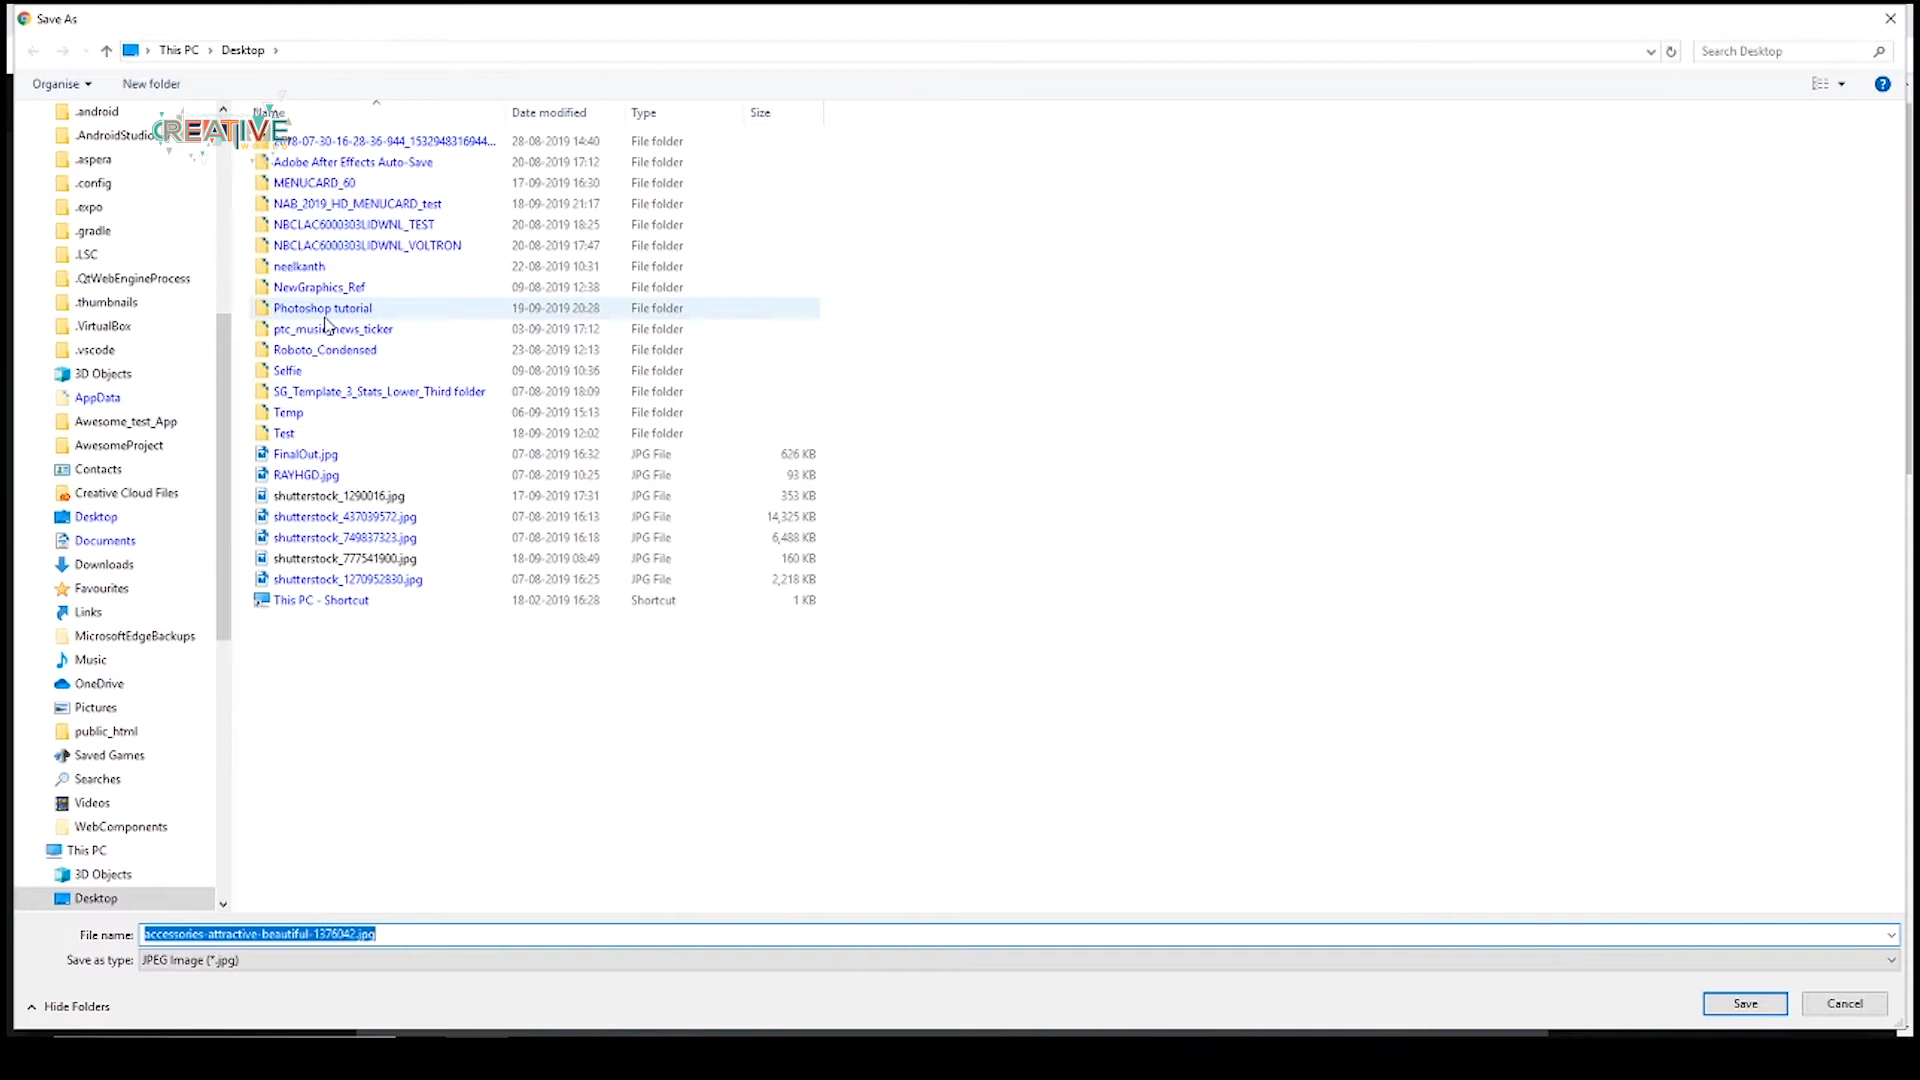 Save As
This PC Desktop
Search Desktop
Organise New folder
Name Date modified Type Size
.android
.AndroidStudio
.aspera
.config
.expo
.gradle
.LSC
.QtWebEngineProcess
.thumbnails
.VirtualBox
.vscode
3D Objects
AppData
Awesome_test_App
AwesomeProject
Contacts
Creative Cloud Files
Desktop
Documents
Downloads
Favourites
Links
MicrosoftEdgeBackups
Music
OneDrive
Pictures
public_html
Saved Games
Searches
Videos
WebComponents
This PC
3D Objects
Desktop
CREATIVE
WORLD
2018-07-30-16-28-36-944_1532948316944... 28-08-2019 14:40 File folder
Adobe After Effects Auto-Save 20-08-2019 17:12 File folder
MENUCARD_60 17-09-2019 16:30 File folder
NAB_2019_HD_MENUCARD_test 18-09-2019 21:17 File folder
NBCLAC6000303LIDWNL_TEST 20-08-2019 18:25 File folder
NBCLAC6000303LIDWNL_VOLTRON 20-08-2019 17:47 File folder
neelkanth 22-08-2019 10:31 File folder
NewGraphics_Ref 09-08-2019 12:38 File folder
Photoshop tutorial 19-09-2019 20:28 File folder
ptc_music_news_ticker 03-09-2019 17:12 File folder
Roboto_Condensed 23-08-2019 12:13 File folder
Selfie 09-08-2019 10:36 File folder
SG_Template_3_Stats_Lower_Third folder 07-08-2019 18:09 File folder
Temp 06-09-2019 15:13 File folder
Test 18-09-2019 12:02 File folder
FinalOut.jpg 07-08-2019 16:32 JPG File 626 KB
RAYHGD.jpg 07-08-2019 10:25 JPG File 93 KB
shutterstock_1290016.jpg 17-09-2019 17:31 JPG File 353 KB
shutterstock_437039572.jpg 07-08-2019 16:13 JPG File 14,325 KB
shutterstock_749837323.jpg 07-08-2019 16:18 JPG File 6,488 KB
shutterstock_777541900.jpg 18-09-2019 08:49 JPG File 160 KB
shutterstock_1270952830.jpg 07-08-2019 16:25 JPG File 2,218 KB
This PC - Shortcut 18-02-2019 16:28 Shortcut 1 KB
File name: accessories-attractive-beautiful-1376042.jpg
Save as type: JPEG Image (*.jpg)
Hide Folders
Save Cancel